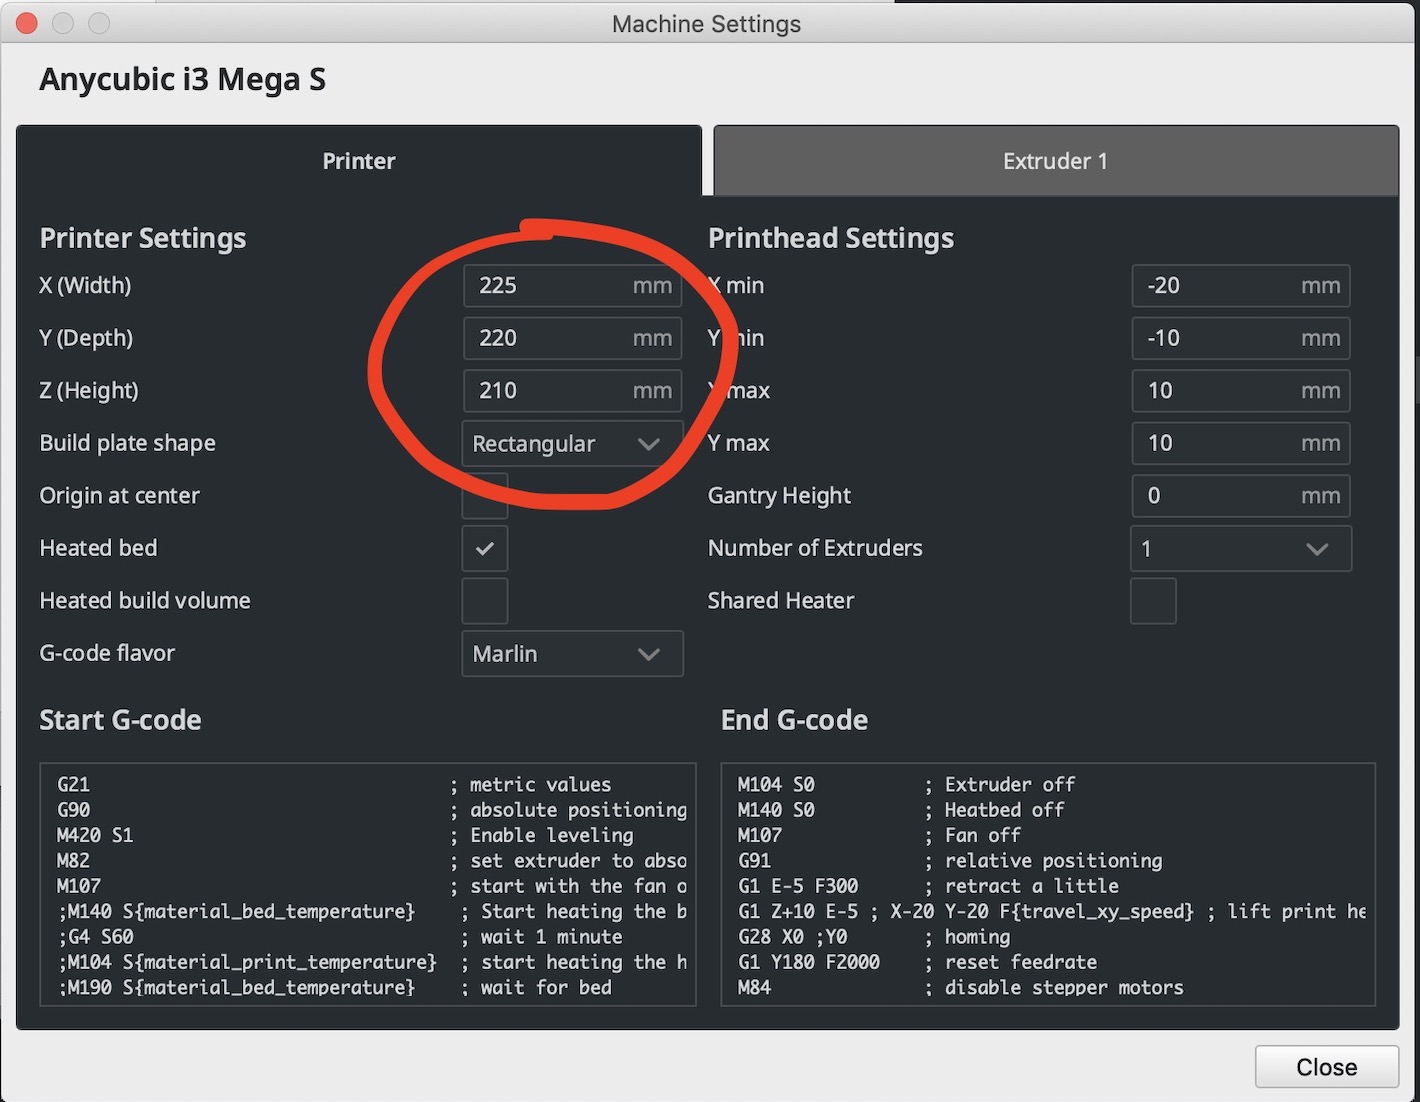 Machine Settings
Anycubic i3 Mega S
Printer
Extruder 1
Printer Settings
X (Width) 225 mm
Y (Depth) 220 mm
Z (Height) 210 mm
Build plate shape Rectangular
Origin at center
Heated bed
Heated build volume
G-code flavor Marlin
Printhead Settings
X min -20 mm
Y min -10 mm
max 10 mm
Y max 10 mm
Gantry Height 0 mm
Number of Extruders 1
Shared Heater
Start G-code
G21 ; metric values
G90 ; absolute positioning
M420 S1 ; Enable leveling
M82 ; set extruder to abso
M107 ; start with the fan o
;M140 S{material_bed_temperature} ; Start heating the b
;G4 S60 ; wait 1 minute
;M104 S{material_print_temperature} ; start heating the h
;M190 S{material_bed_temperature} ; wait for bed
End G-code
M104 S0 ; Extruder off
M140 S0 ; Heatbed off
M107 ; Fan off
G91 ; relative positioning
G1 E-5 F300 ; retract a little
G1 Z+10 E-5 ; X-20 Y-20 F{travel_xy_speed} ; lift print he
G28 X0 ;Y0 ; homing
G1 Y180 F2000 ; reset feedrate
M84 ; disable stepper motors
Close